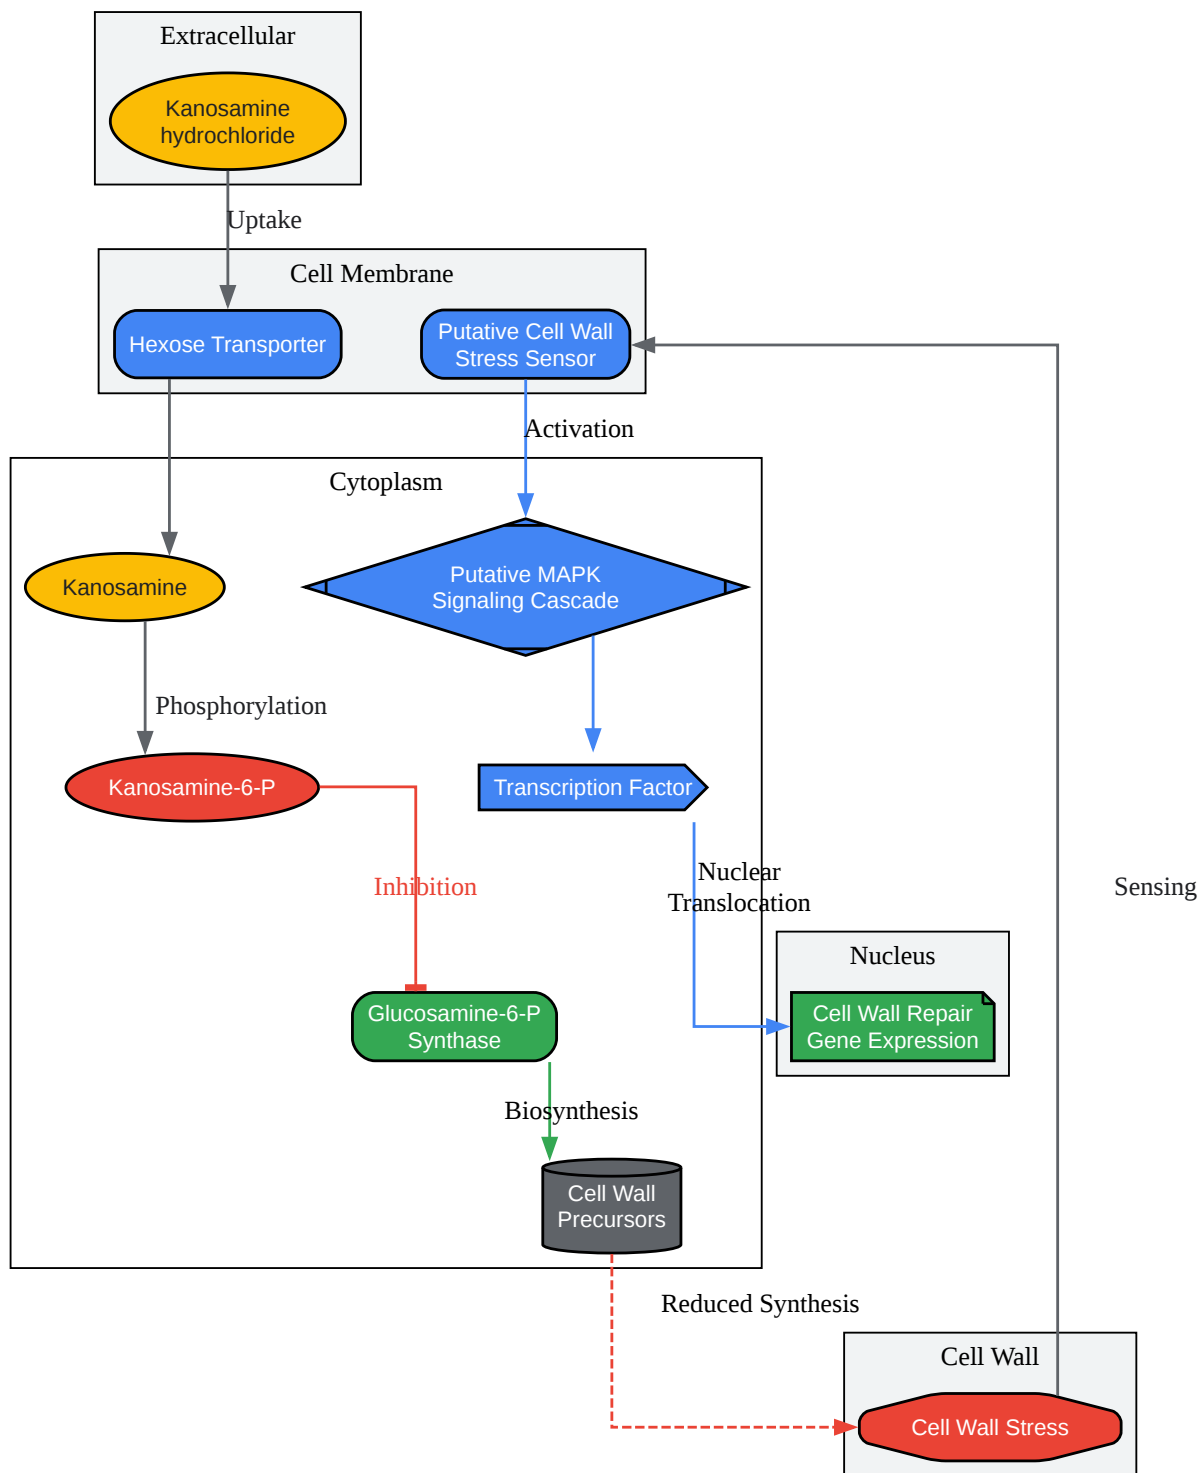 Extracellular
Kanosamine
hydrochloride
Uptake
Cell Membrane
Hexose Transporter
Putative Cell Wall
Stress Sensor
Activation
Cytoplasm
Kanosamine
Putative MAPK
Signaling Cascade
Phosphorylation
Kanosamine-6-P
Transcription Factor
Inhibition
Nuclear
Translocation
Sensing
Nucleus
Glucosamine-6-P
Synthase
Cell Wall Repair
Gene Expression
Biosynthesis
Cell Wall
Precursors
Reduced Synthesis
Cell Wall
Cell Wall Stress